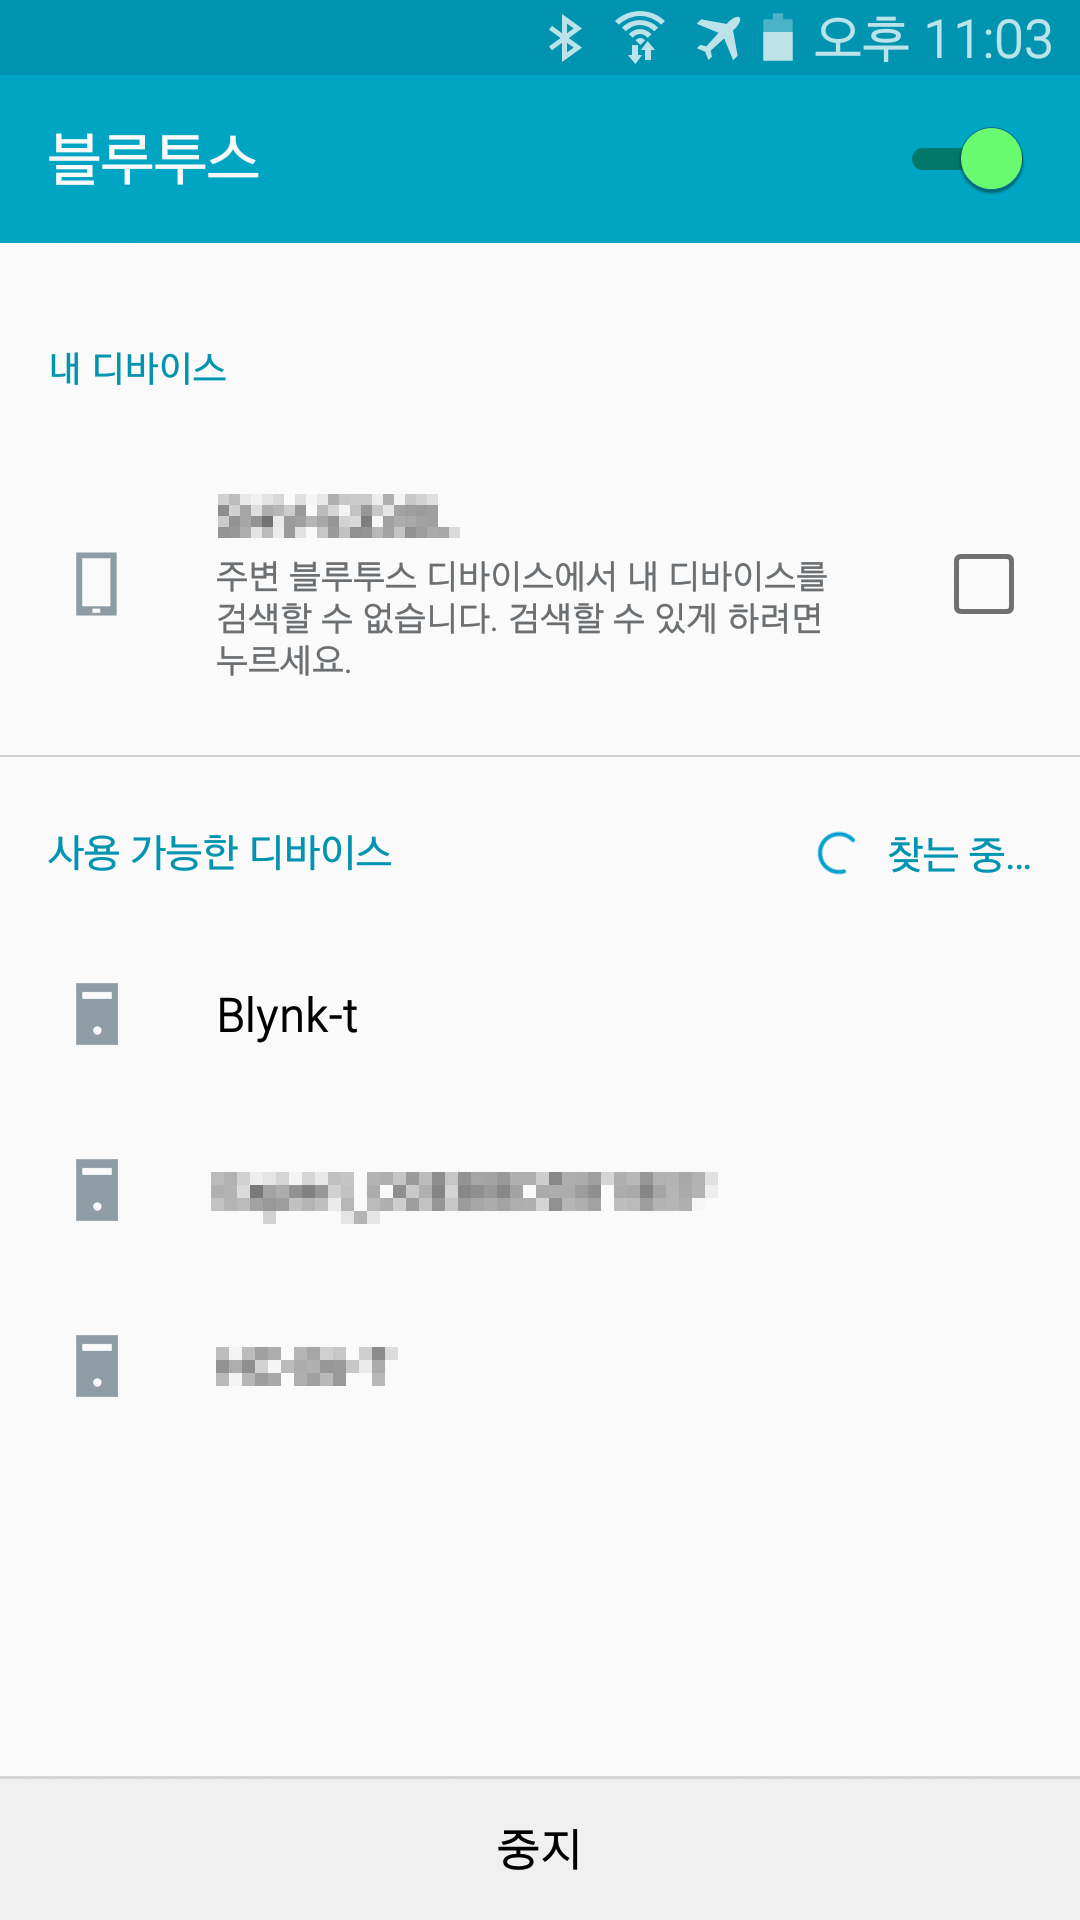 오후 11:03
블루투스
내 디바이스
주변 블루투스 디바이스에서 내 디바이스를
검색할 수 없습니다. 검색할 수 있게 하려면
누르세요.
사용 가능한 디바이스
찾는 중...
Blynk-t
중지